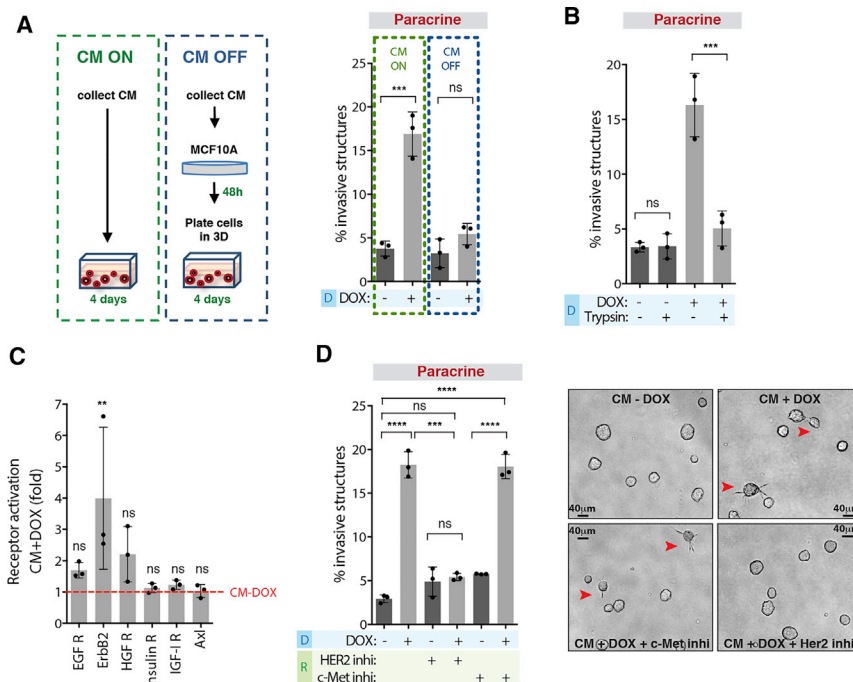 A
CM ON
collect CM
4 days
CM OFF
collect CM
MCF10A
48h
Plate cells
in 3D
4 days
Paracrine
% invasive structures
25
20
15
10
5
0
CM
ON
CM
OFF
***
ns
D DOX: - + - +
B
Paracrine
% invasive structures
20
15
10
5
0
ns
***
D
DOX: - - + +
Trypsin: - + - +
C
Receptor activation
CM+DOX (fold)
7
6
5
4
3
2
1
0
ns
**
ns
ns
ns
ns
CM-DOX
EGF R
ErbB2
HGF R
nsulin R
IGF-I R
Axl
D
Paracrine
% invasive structures
25
20
15
10
5
0
****
ns
**** *** ****
ns
D DOX: - + - + - +
R
HER2 inhi: + +
c-Met inhi: + +
CM - DOX
40μm
CM + DOX
40μm
40μm
CM + DOX + c-Met inhi
40μm
CM + DOX + Her2 inhi